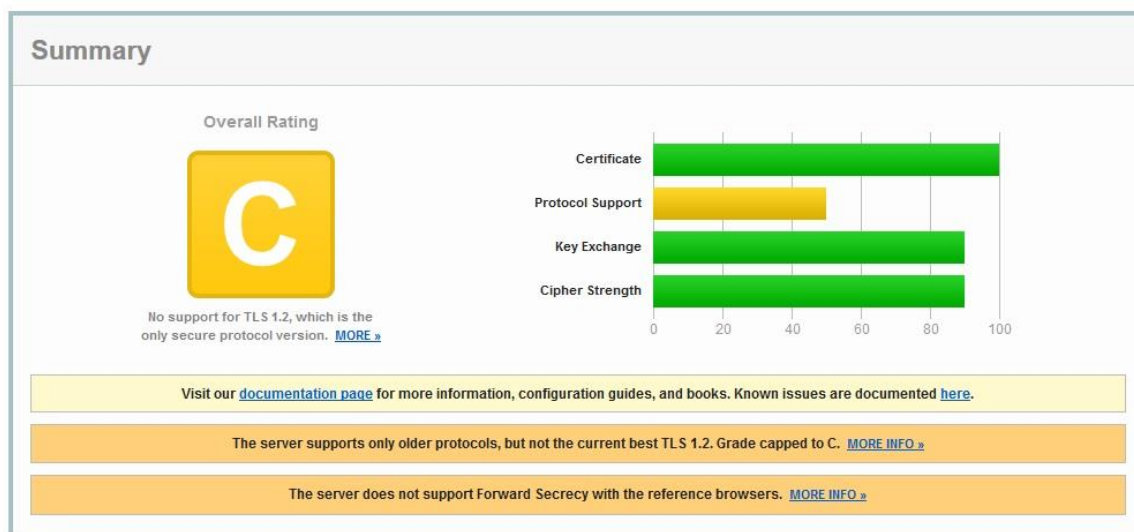 Summary
Overall Rating
C
No support for TLS 1.2, which is the
only secure protocol version. MORE »
Certificate
Protocol Support
Key Exchange
Cipher Strength
0 20 40 60 80 100
Visit our documentation page for more information, configuration guides, and books. Known issues are documented here.
The server supports only older protocols, but not the current best TLS 1.2. Grade capped to C. MORE INFO »
The server does not support Forward Secrecy with the reference browsers. MORE INFO »